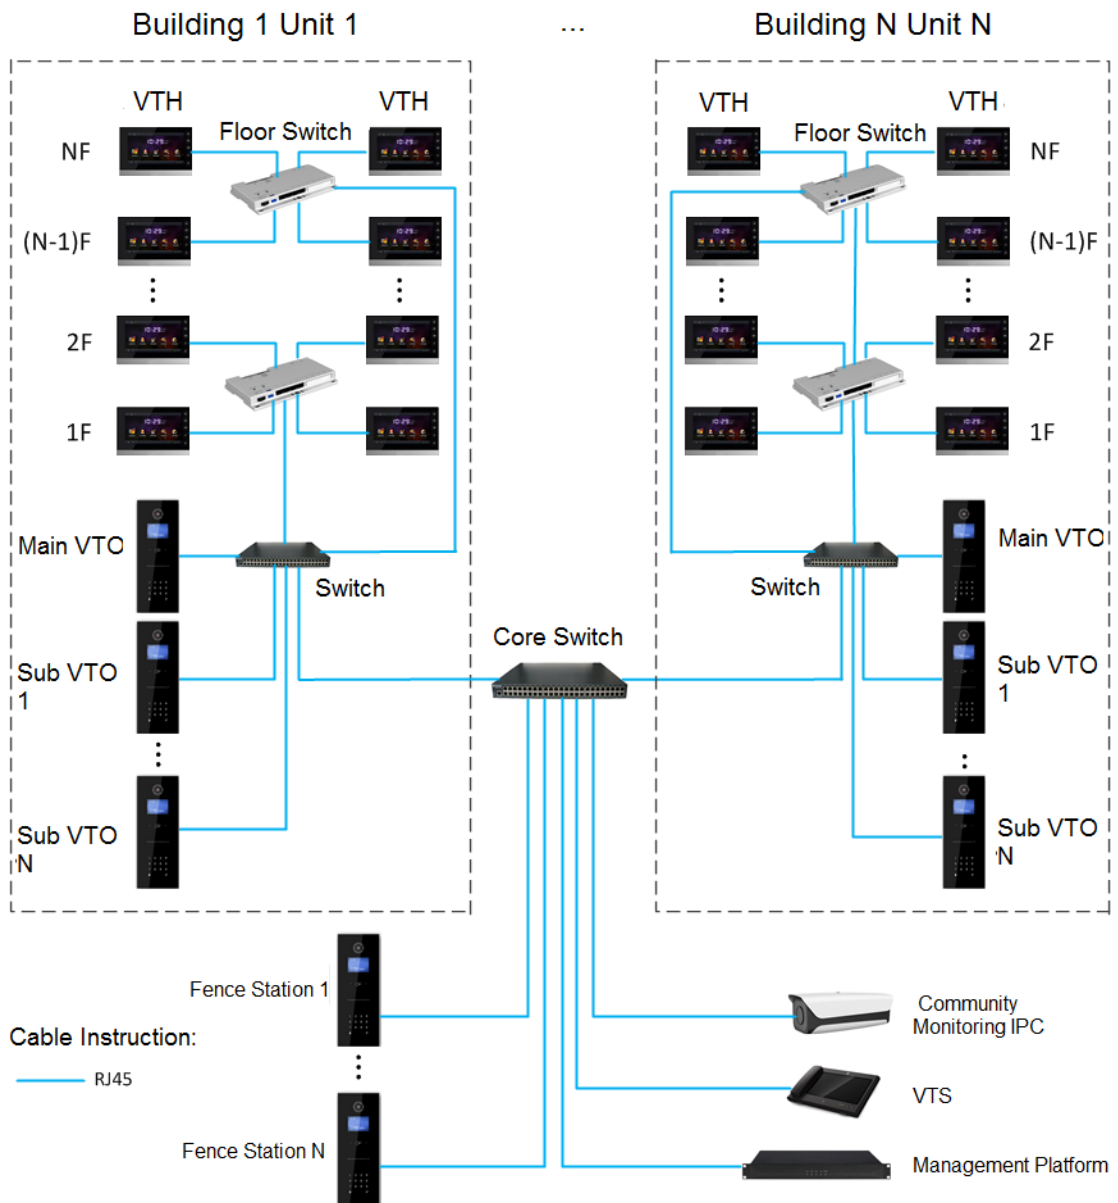 Building 1 Unit 1
...
Building N Unit N
VTH
VTH
Floor Switch
NF
(N-1)F
2F
1F
Main VTO
Switch
Sub VTO
1
Sub VTO
N
VTH
VTH
Floor Switch
NF
(N-1)F
2F
1F
Main VTO
Switch
Sub VTO
1
Sub VTO
N
Core Switch
Fence Station 1
Cable Instruction:
RJ45
Fence Station N
Community
Monitoring IPC
VTS
Management Platform